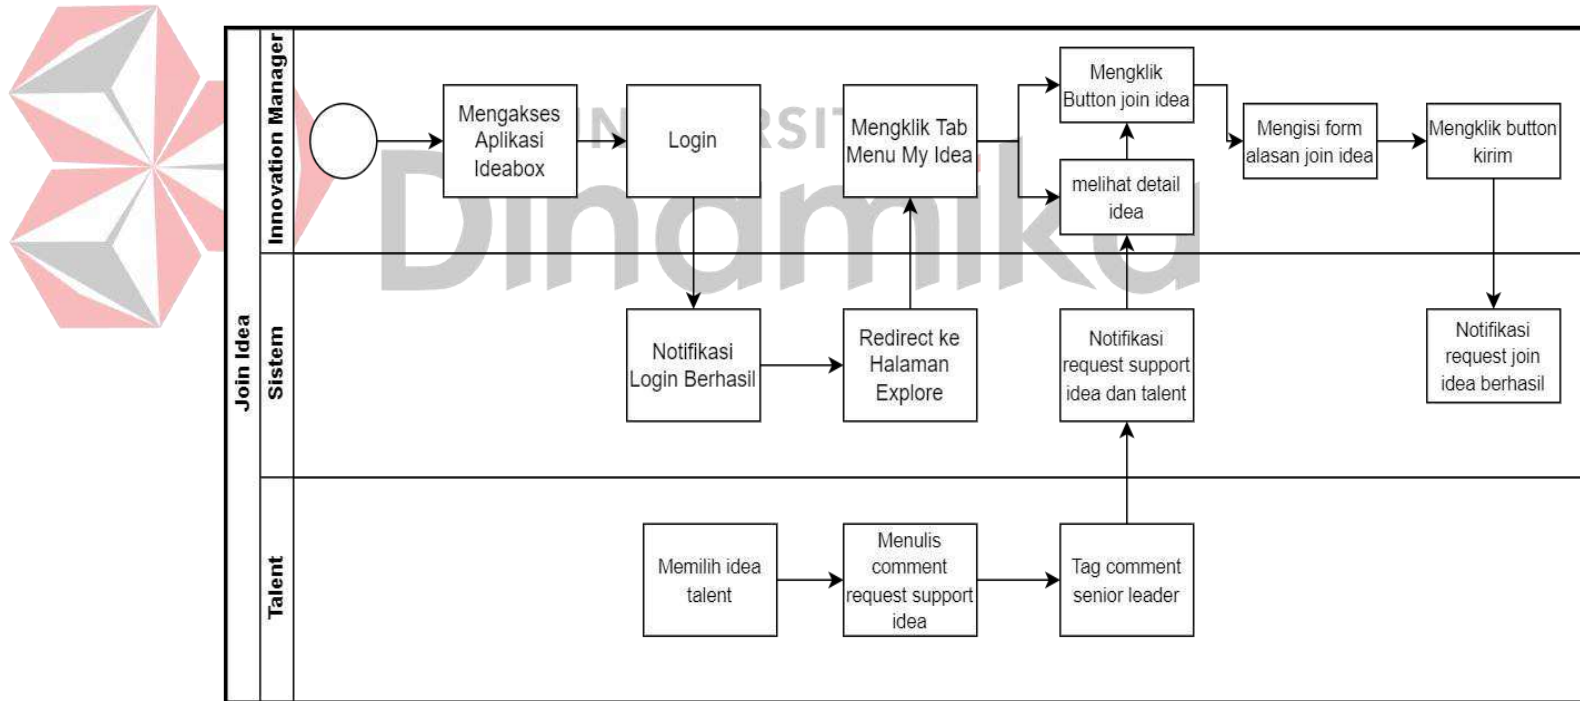 Join Idea
Innovation Manager
Mengakses
Aplikasi
Ideabox
Login
Mengklik Tab
Menu My Idea
Mengklik
Button join idea
melihat detail
idea
Mengisi form
alasan join idea
Mengklik button
kirim
Sistem
Notifikasi
Login Berhasil
Redirect ke
Halaman
Explore
Notifikasi
request support
idea dan talent
Notifikasi
request join
idea berhasil
Talent
Memilih idea
talent
Menulis
comment
request support
idea
Tag comment
senior leader
Dinamika